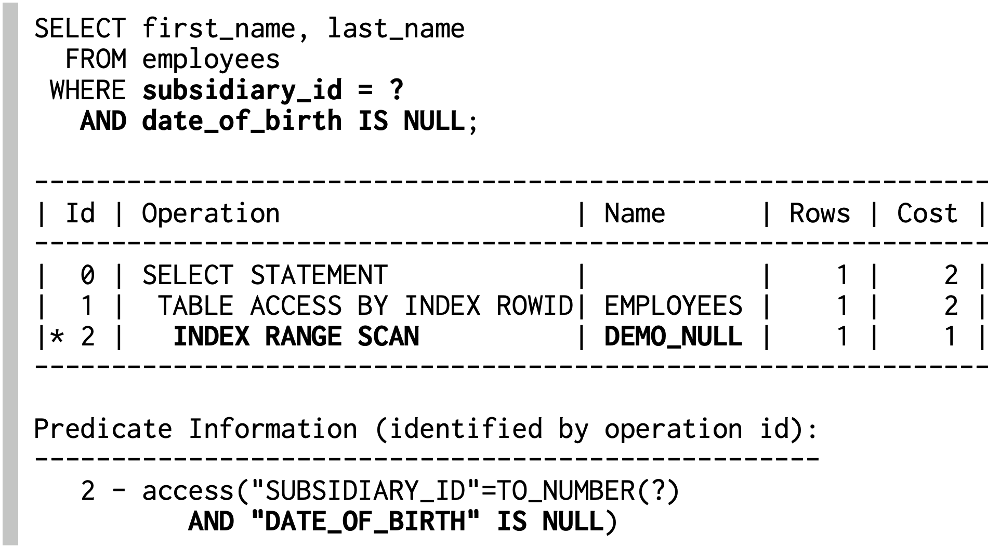 SELECT first_name, last_name
  FROM employees
 WHERE subsidiary_id = ?
   AND date_of_birth IS NULL;
--------------------------------------------------------------
| Id | Operation                   | Name      | Rows | Cost |
--------------------------------------------------------------
|  0 | SELECT STATEMENT            |           |    1 |    2 |
|  1 |  TABLE ACCESS BY INDEX ROWID| EMPLOYEES |    1 |    2 |
|* 2 |   INDEX RANGE SCAN          | DEMO_NULL |    1 |    1 |
--------------------------------------------------------------
Predicate Information (identified by operation id):
---------------------------------------------------
   2 - access("SUBSIDIARY_ID"=TO_NUMBER(?)
          AND "DATE_OF_BIRTH" IS NULL)